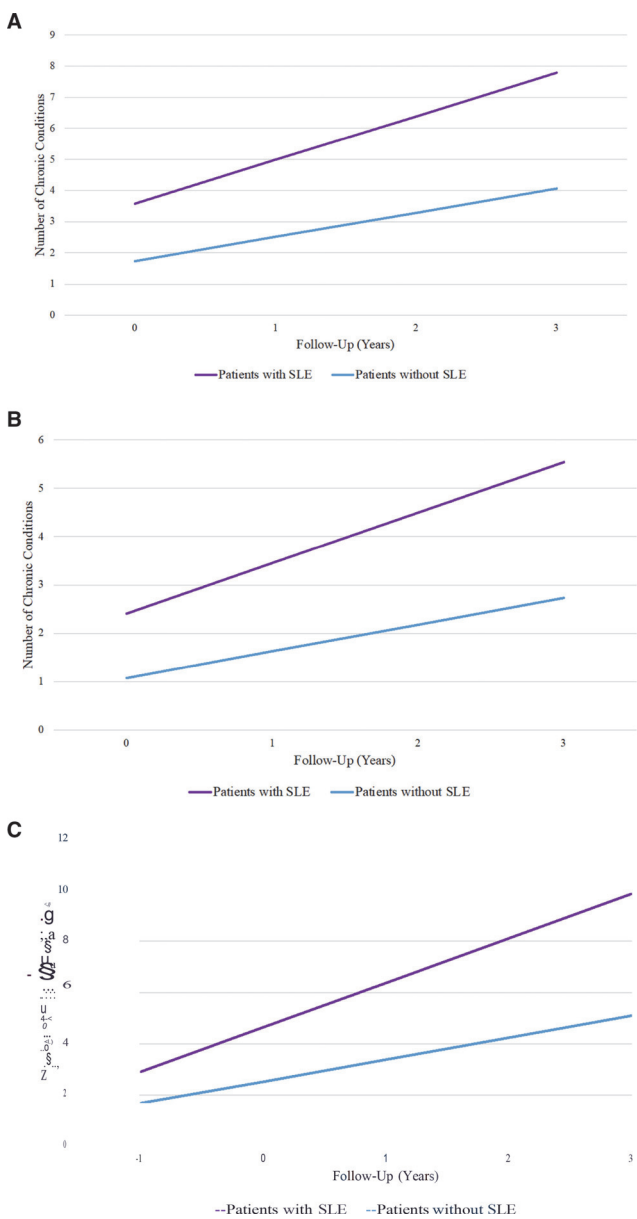 A
9
8
7
6
5
4
3
2
1
0
Number of Chronic Conditions
0 1 2 3
Follow-Up (Years)
Patients with SLE Patients without SLE
B
6
5
4
3
2
1
0
Number of Chronic Conditions
0 1 2 3
Follow-Up (Years)
Patients with SLE Patients without SLE
C
12
10
8
6
4
2
0
-1 0 1 2 3
Follow-Up (Years)
--Patients with SLE --Patients without SLE